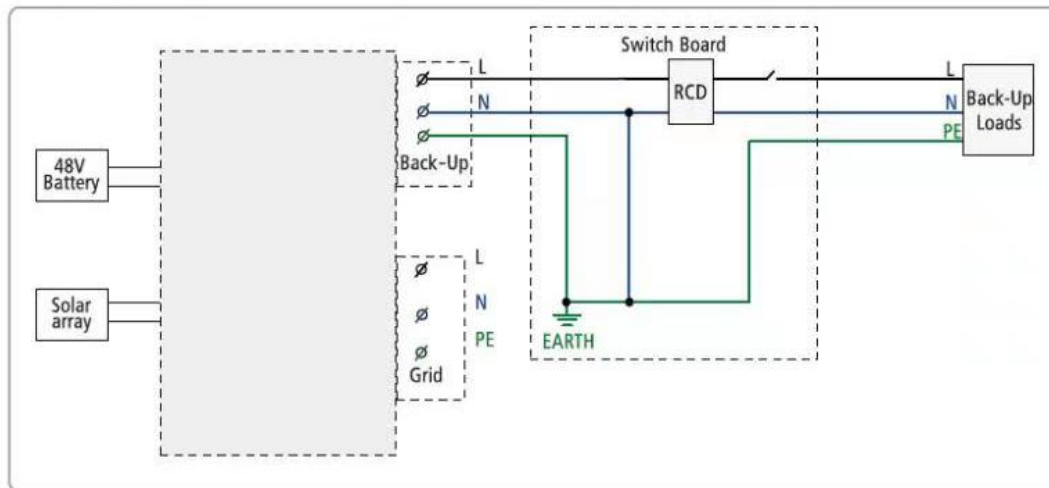 Switch Board
L
N
Back-Up
RCD
L
N
PE
Back-Up
Loads
48V
Battery
Solar
array
L
N
PE
Grid
EARTH